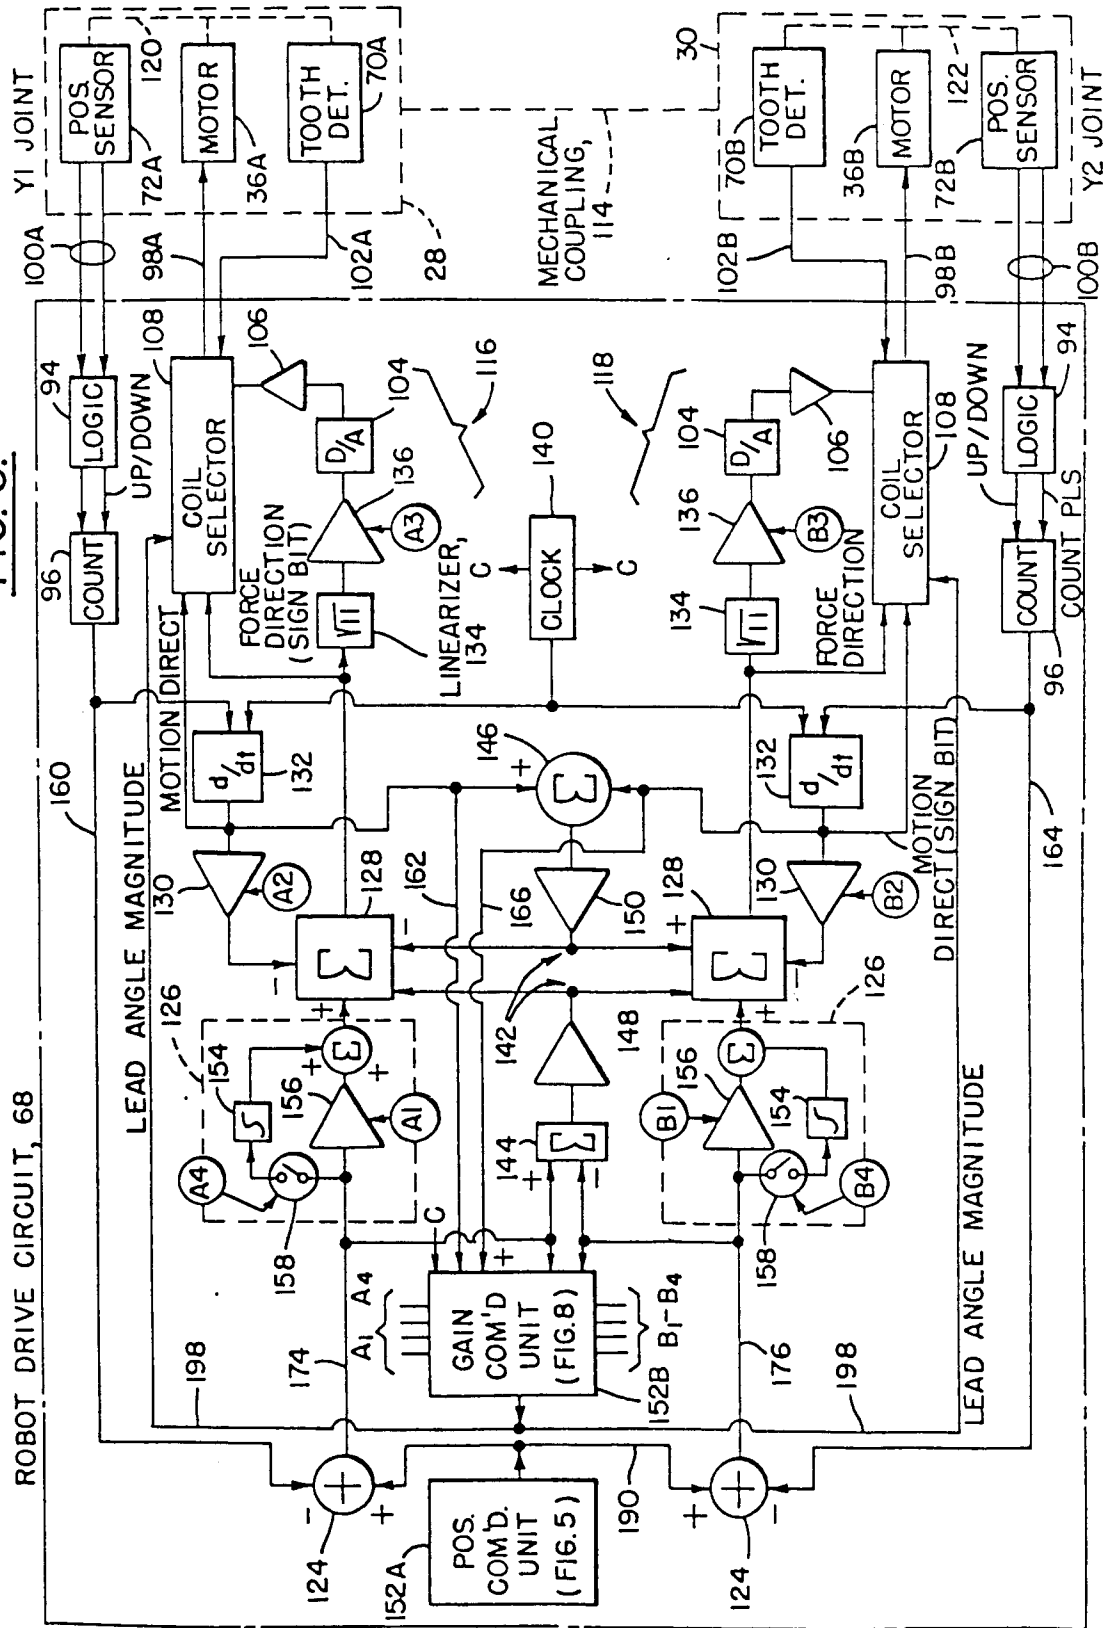 ROBOT DRIVE CIRCUIT, 68
Y1 JOINT
POS.
SENSOR
72A
120
MOTOR
36A
TOOTH
DET.
70A
100A
98A
102A
28
MECHANICAL
COUPLING,
114
30
TOOTH
DET.
70B
MOTOR
36B
122
POS.
SENSOR
72B
Y2 JOINT
102B
98B
100B
94
LOGIC
UP/DOWN
96
COUNT
108
COIL
SELECTOR
106
D/A
104
116
136
A3
FORCE
DIRECTION
(SIGN BIT)
√||
LINEARIZER,
134
MOTION DIRECT
C
CLOCK
140
C
118
104
D/A
106
136
B3
134
√||
FORCE
DIRECTION
COIL
SELECTOR
108
UP/DOWN
94
LOGIC
COUNT PLS
COUNT
96
160
LEAD ANGLE MAGNITUDE
d/dt
132
130
A2
128
Σ
-
-
+
162
166
146
+
Σ
150
142
148
144
Σ
+
-
128
Σ
+
-
+
132
d/dt
130
B2
MOTION
DIRECT (SIGN BIT)
164
126
154
∫
156
Σ
+
+
A4
A1
158
126
156
Σ
154
∫
B1
B4
158
C
+
A1 A4
GAIN
COM'D
UNIT
(FIG.8)
B1-B4
152B
174
176
198
198
LEAD ANGLE MAGNITUDE
-
+
+
124
152A
POS.
COM'D.
UNIT
(FIG.5)
190
+
+
-
124